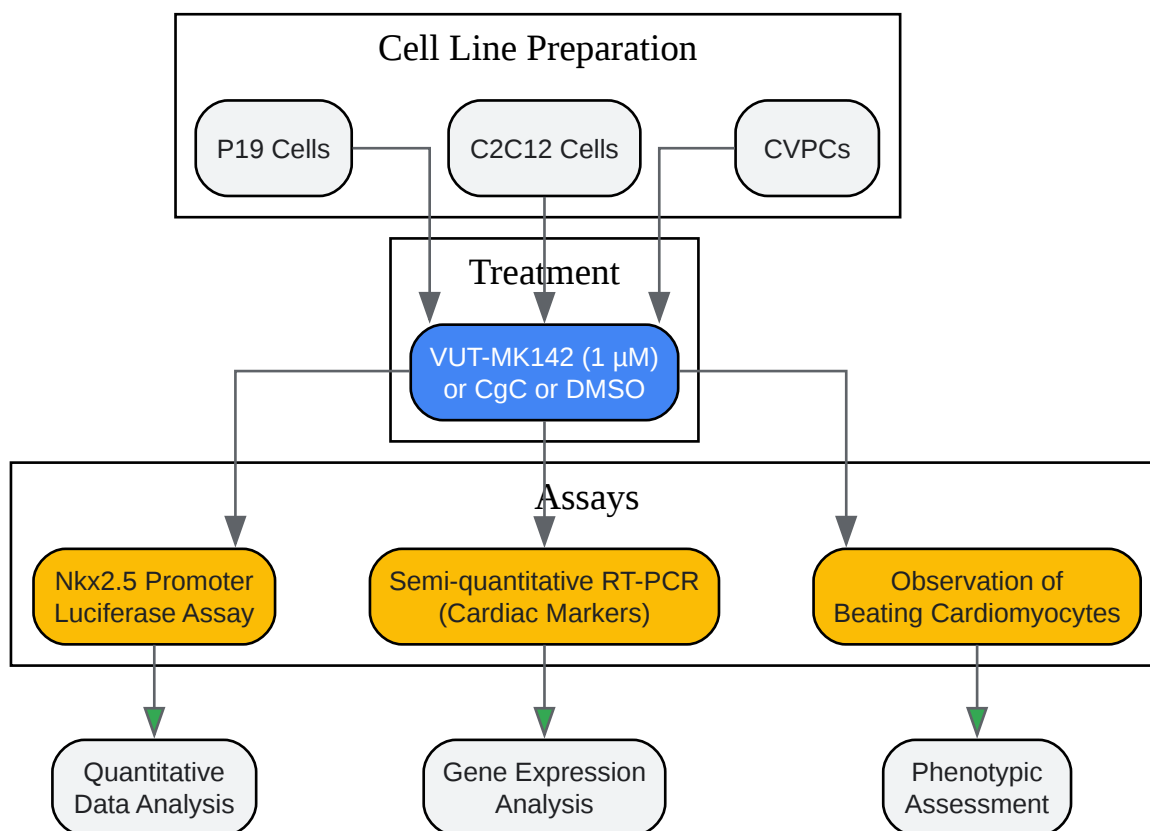 Cell Line Preparation
P19 Cells
C2C12 Cells
CVPCs
Treatment
VUT-MK142 (1 µM)
or CgC or DMSO
Assays
Nkx2.5 Promoter
Luciferase Assay
Semi-quantitative RT-PCR
(Cardiac Markers)
Observation of
Beating Cardiomyocytes
Quantitative
Data Analysis
Gene Expression
Analysis
Phenotypic
Assessment